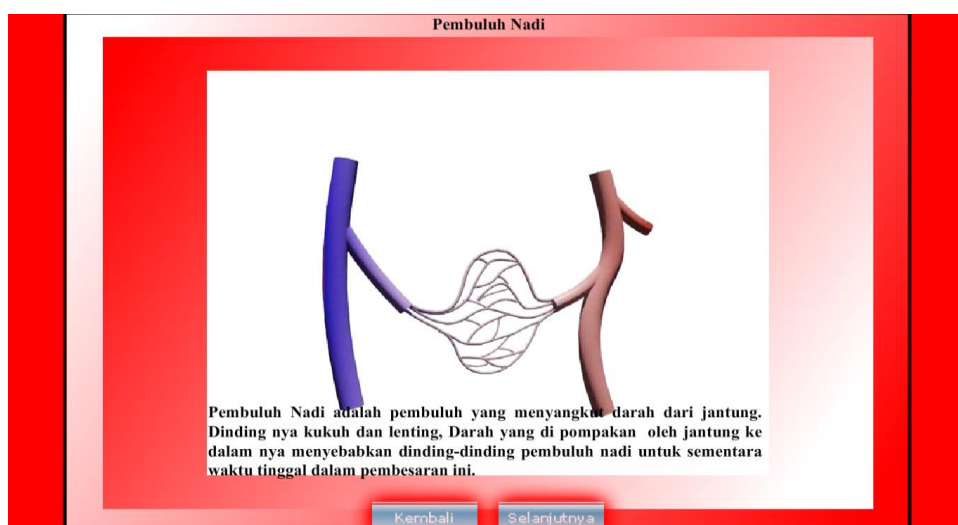 Pembuluh Nadi
Pembuluh Nadi adalah pembuluh yang menyangkut darah dari jantung.
Dinding nya kukuh dan lenting, Darah yang di pompakan oleh jantung ke
dalam nya menyebabkan dinding-dinding pembuluh nadi untuk sementara
waktu tinggal dalam pembesaran ini.
Kembali
Selanjutnya